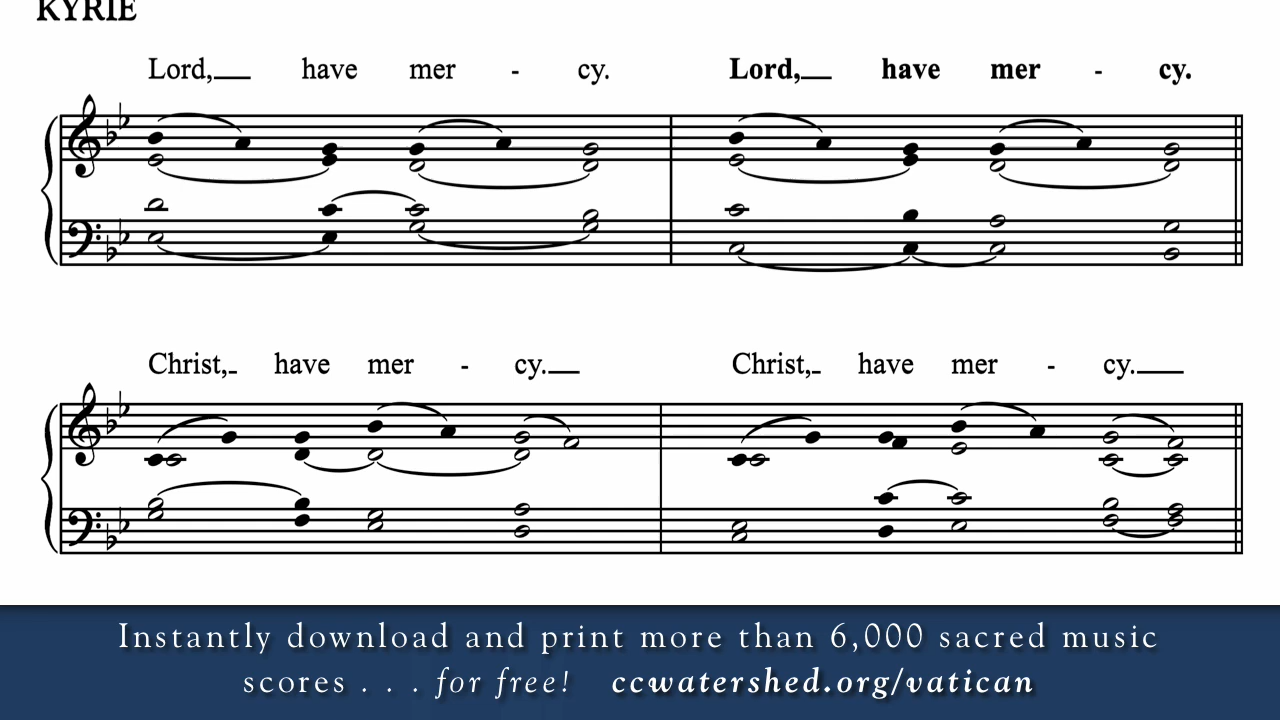 KYRIE
Lord, have mer - cy. Lord, have mer - cy.
Christ, have mer - cy. Christ, have mer - cy.
Instantly download and print more than 6,000 sacred music
scores . . . for free! ccwatershed.org/vatican